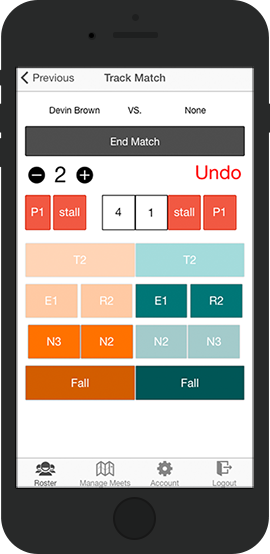 Previous Track Match
Devin Brown VS. None
End Match
2 Undo
P1 stall 4 1 stall P1
T2 T2
E1 R2 E1 R2
N3 N2 N2 N3
Fall Fall
Roster Manage Meets Account Logout